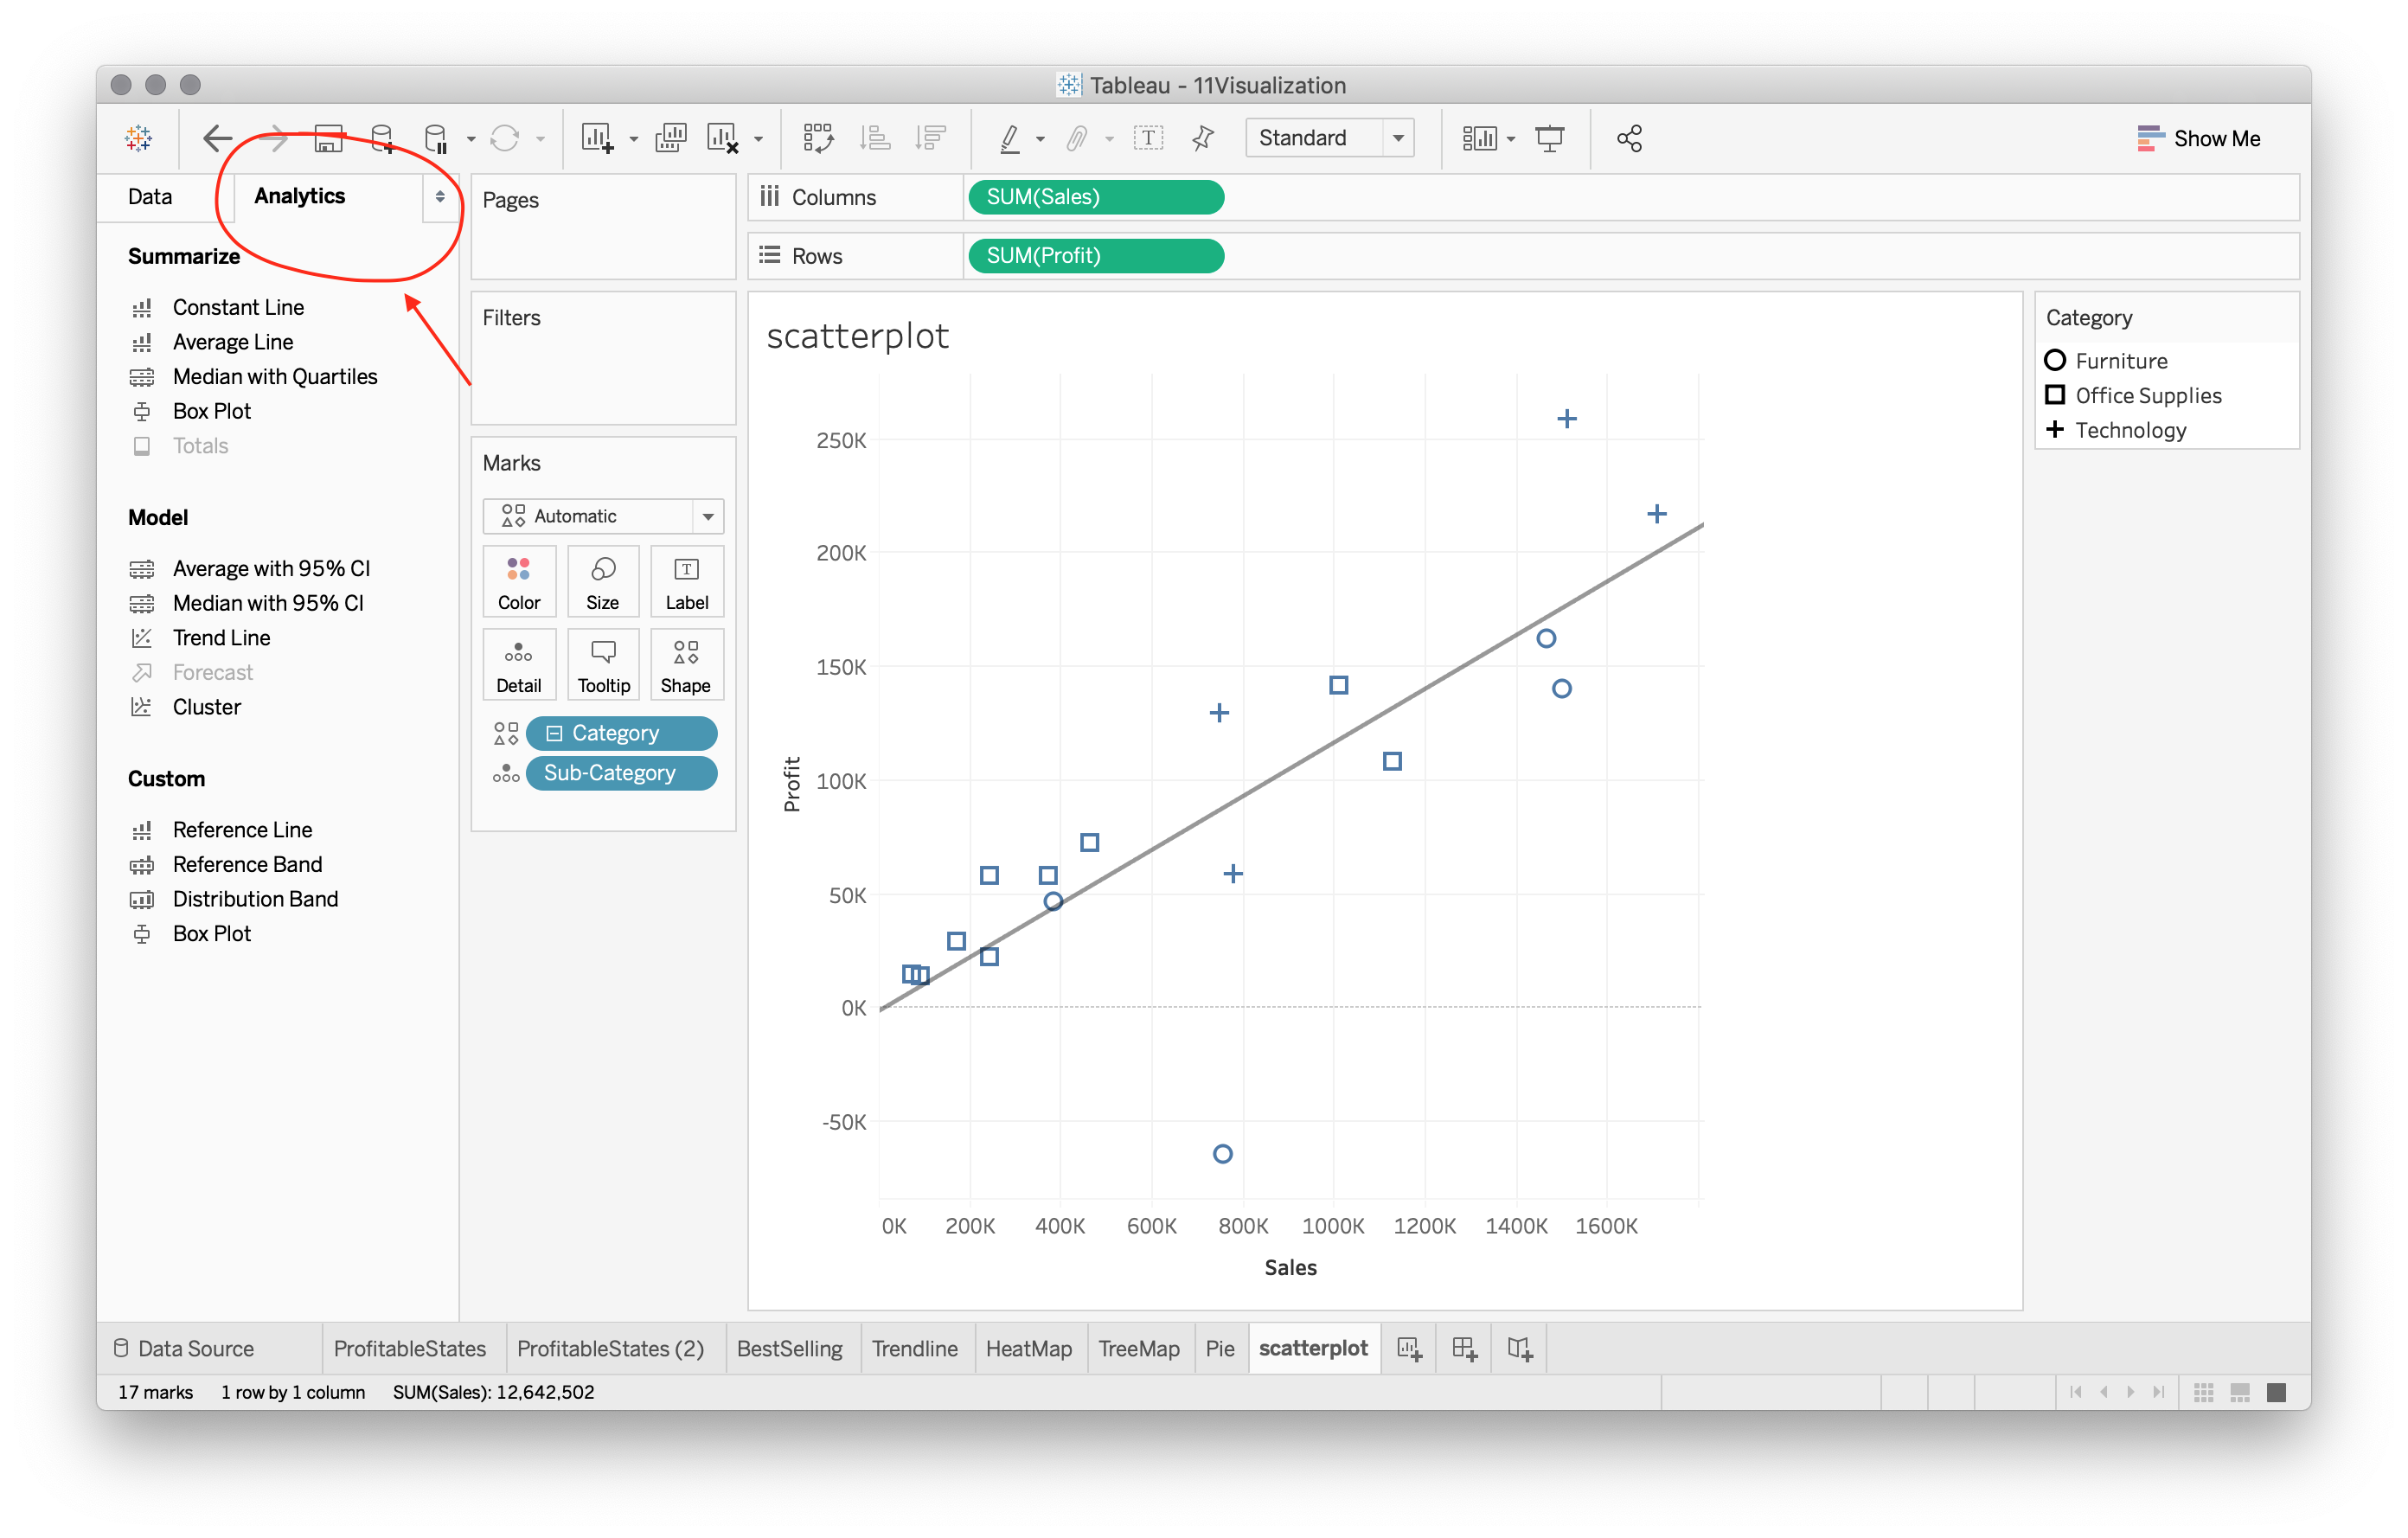 Tableau - 11Visualization
Standard
Show Me
Data
Analytics
Summarize
Constant Line
Average Line
Median with Quartiles
Box Plot
Totals
Model
Average with 95% CI
Median with 95% CI
Trend Line
Forecast
Cluster
Custom
Reference Line
Reference Band
Distribution Band
Box Plot
Pages
Filters
Marks
Automatic
Color
Size
Label
Detail
Tooltip
Shape
Category
Sub-Category
Columns
SUM(Sales)
Rows
SUM(Profit)
scatterplot
Profit
250K
200K
150K
100K
50K
0K
-50K
0K
200K
400K
600K
800K
1000K
1200K
1400K
1600K
Sales
Category
Furniture
Office Supplies
Technology
Data Source
ProfitableStates
ProfitableStates (2)
BestSelling
Trendline
HeatMap
TreeMap
Pie
scatterplot
17 marks
1 row by 1 column
SUM(Sales): 12,642,502